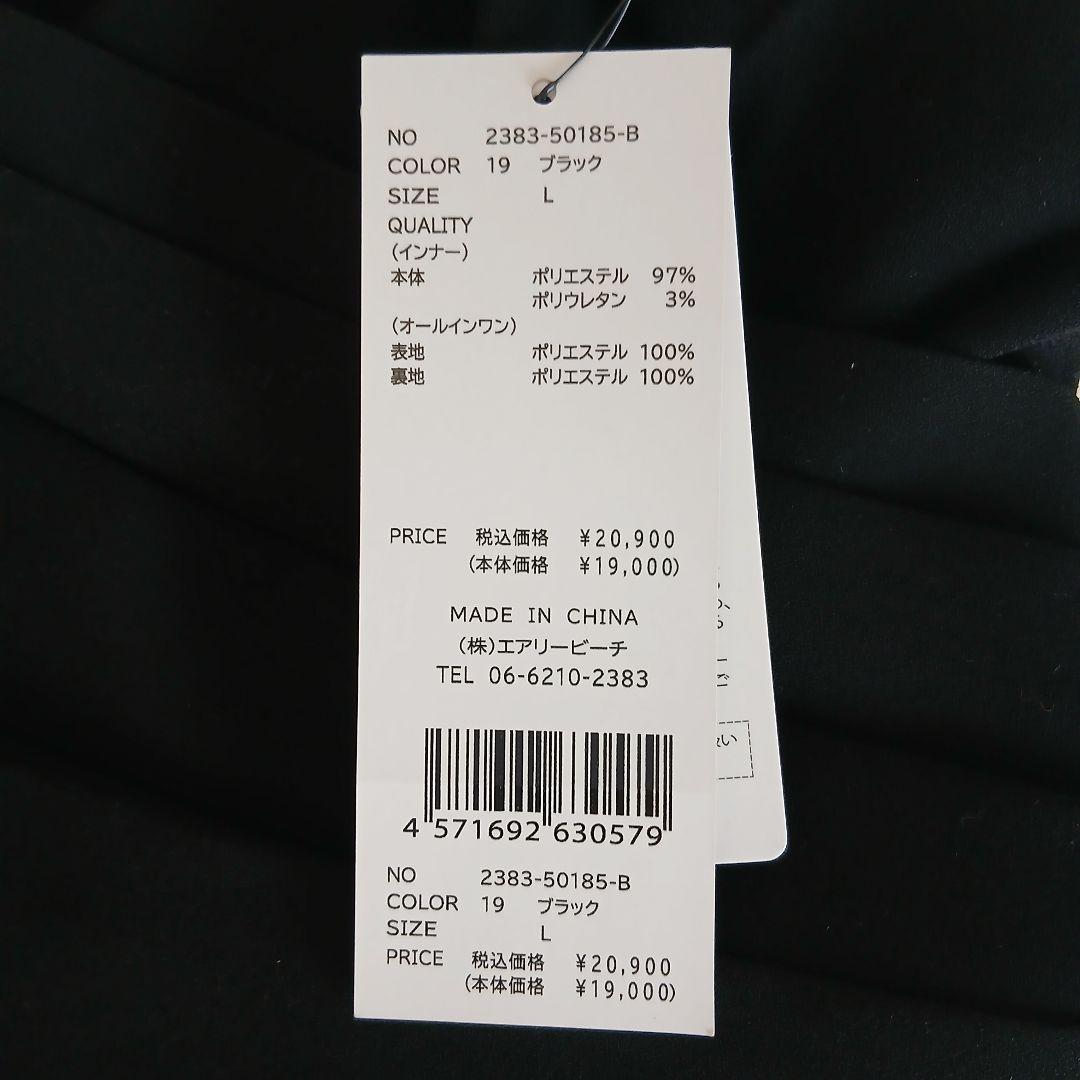 NO 2383-50185-B
COLOR 19 ブラック
SIZE L
QUALITY
(インナー)
本体 ポリエステル 97%
ポリウレタン 3%
(オールインワン)
表地 ポリエステル 100%
裏地 ポリエステル 100%
PRICE 税込価格 ¥20,900
(本体価格 ¥19,000)
MADE IN CHINA
(株)エアリービーチ
TEL 06-6210-2383
4 571692 630579
NO 2383-50185-B
COLOR 19 ブラック
SIZE L
PRICE 税込価格 ¥20,900
(本体価格 ¥19,000)